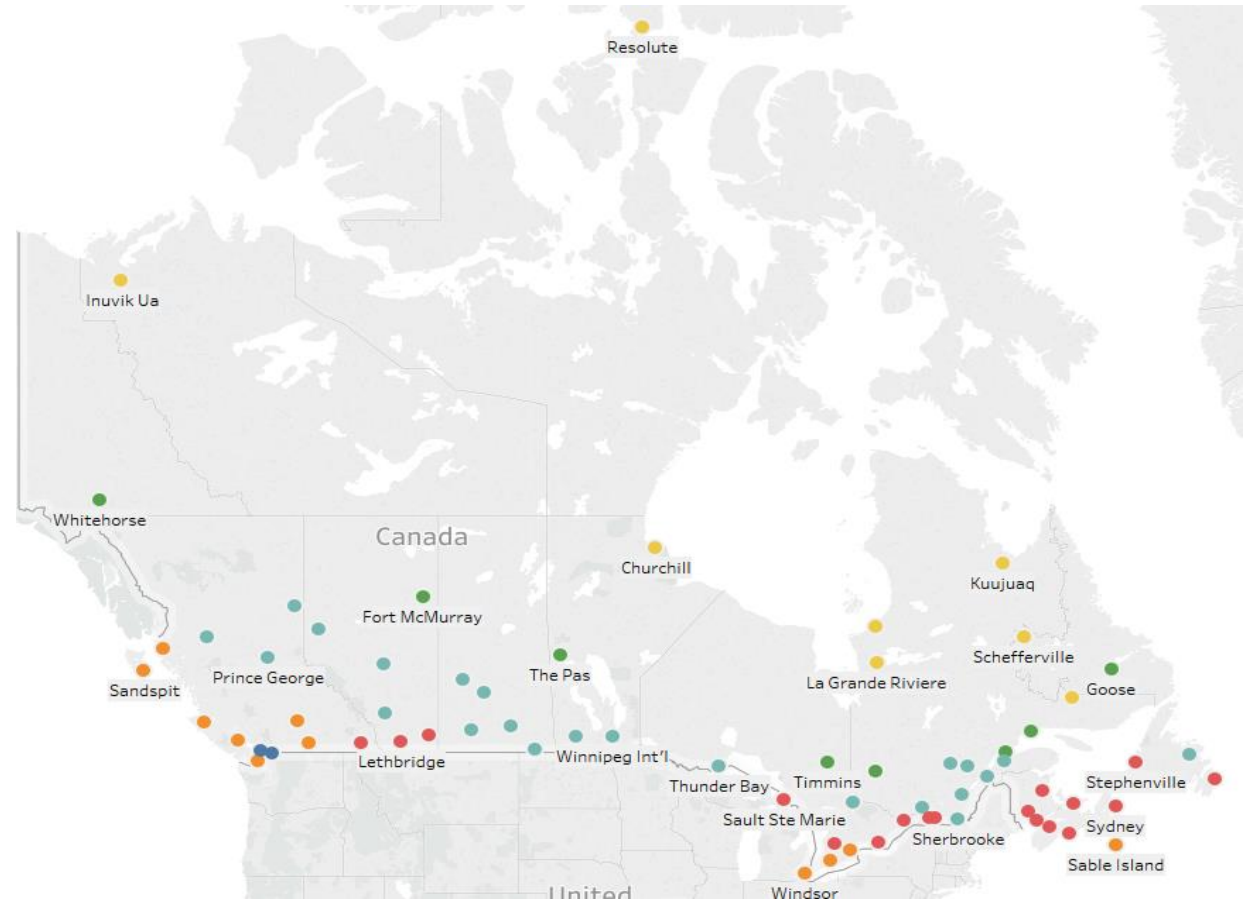 Resolute
Inuvik Ua
Whitehorse
Canada
Churchill
Kuujuaq
Fort McMurray
Schefferville
The Pas
Prince George
La Grande Riviere
Goose
Sandspit
Winnipeg Int'l
Lethbridge
Thunder Bay
Timmins
Stephenville
Sault Ste Marie
Sydney
Sherbrooke
Sable Island
Windsor
United